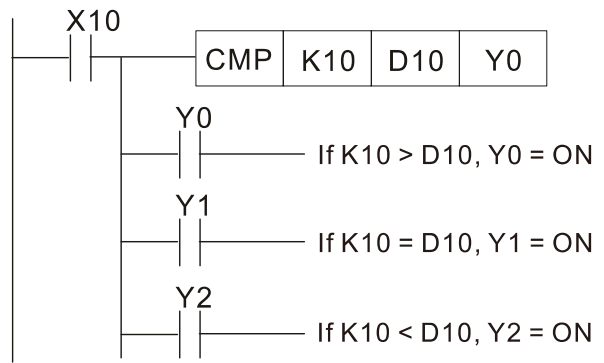 X10
CMP K10 D10 Y0
Y0
If K10 > D10, Y0 = ON
Y1
If K10 = D10, Y1 = ON
Y2
If K10 < D10, Y2 = ON